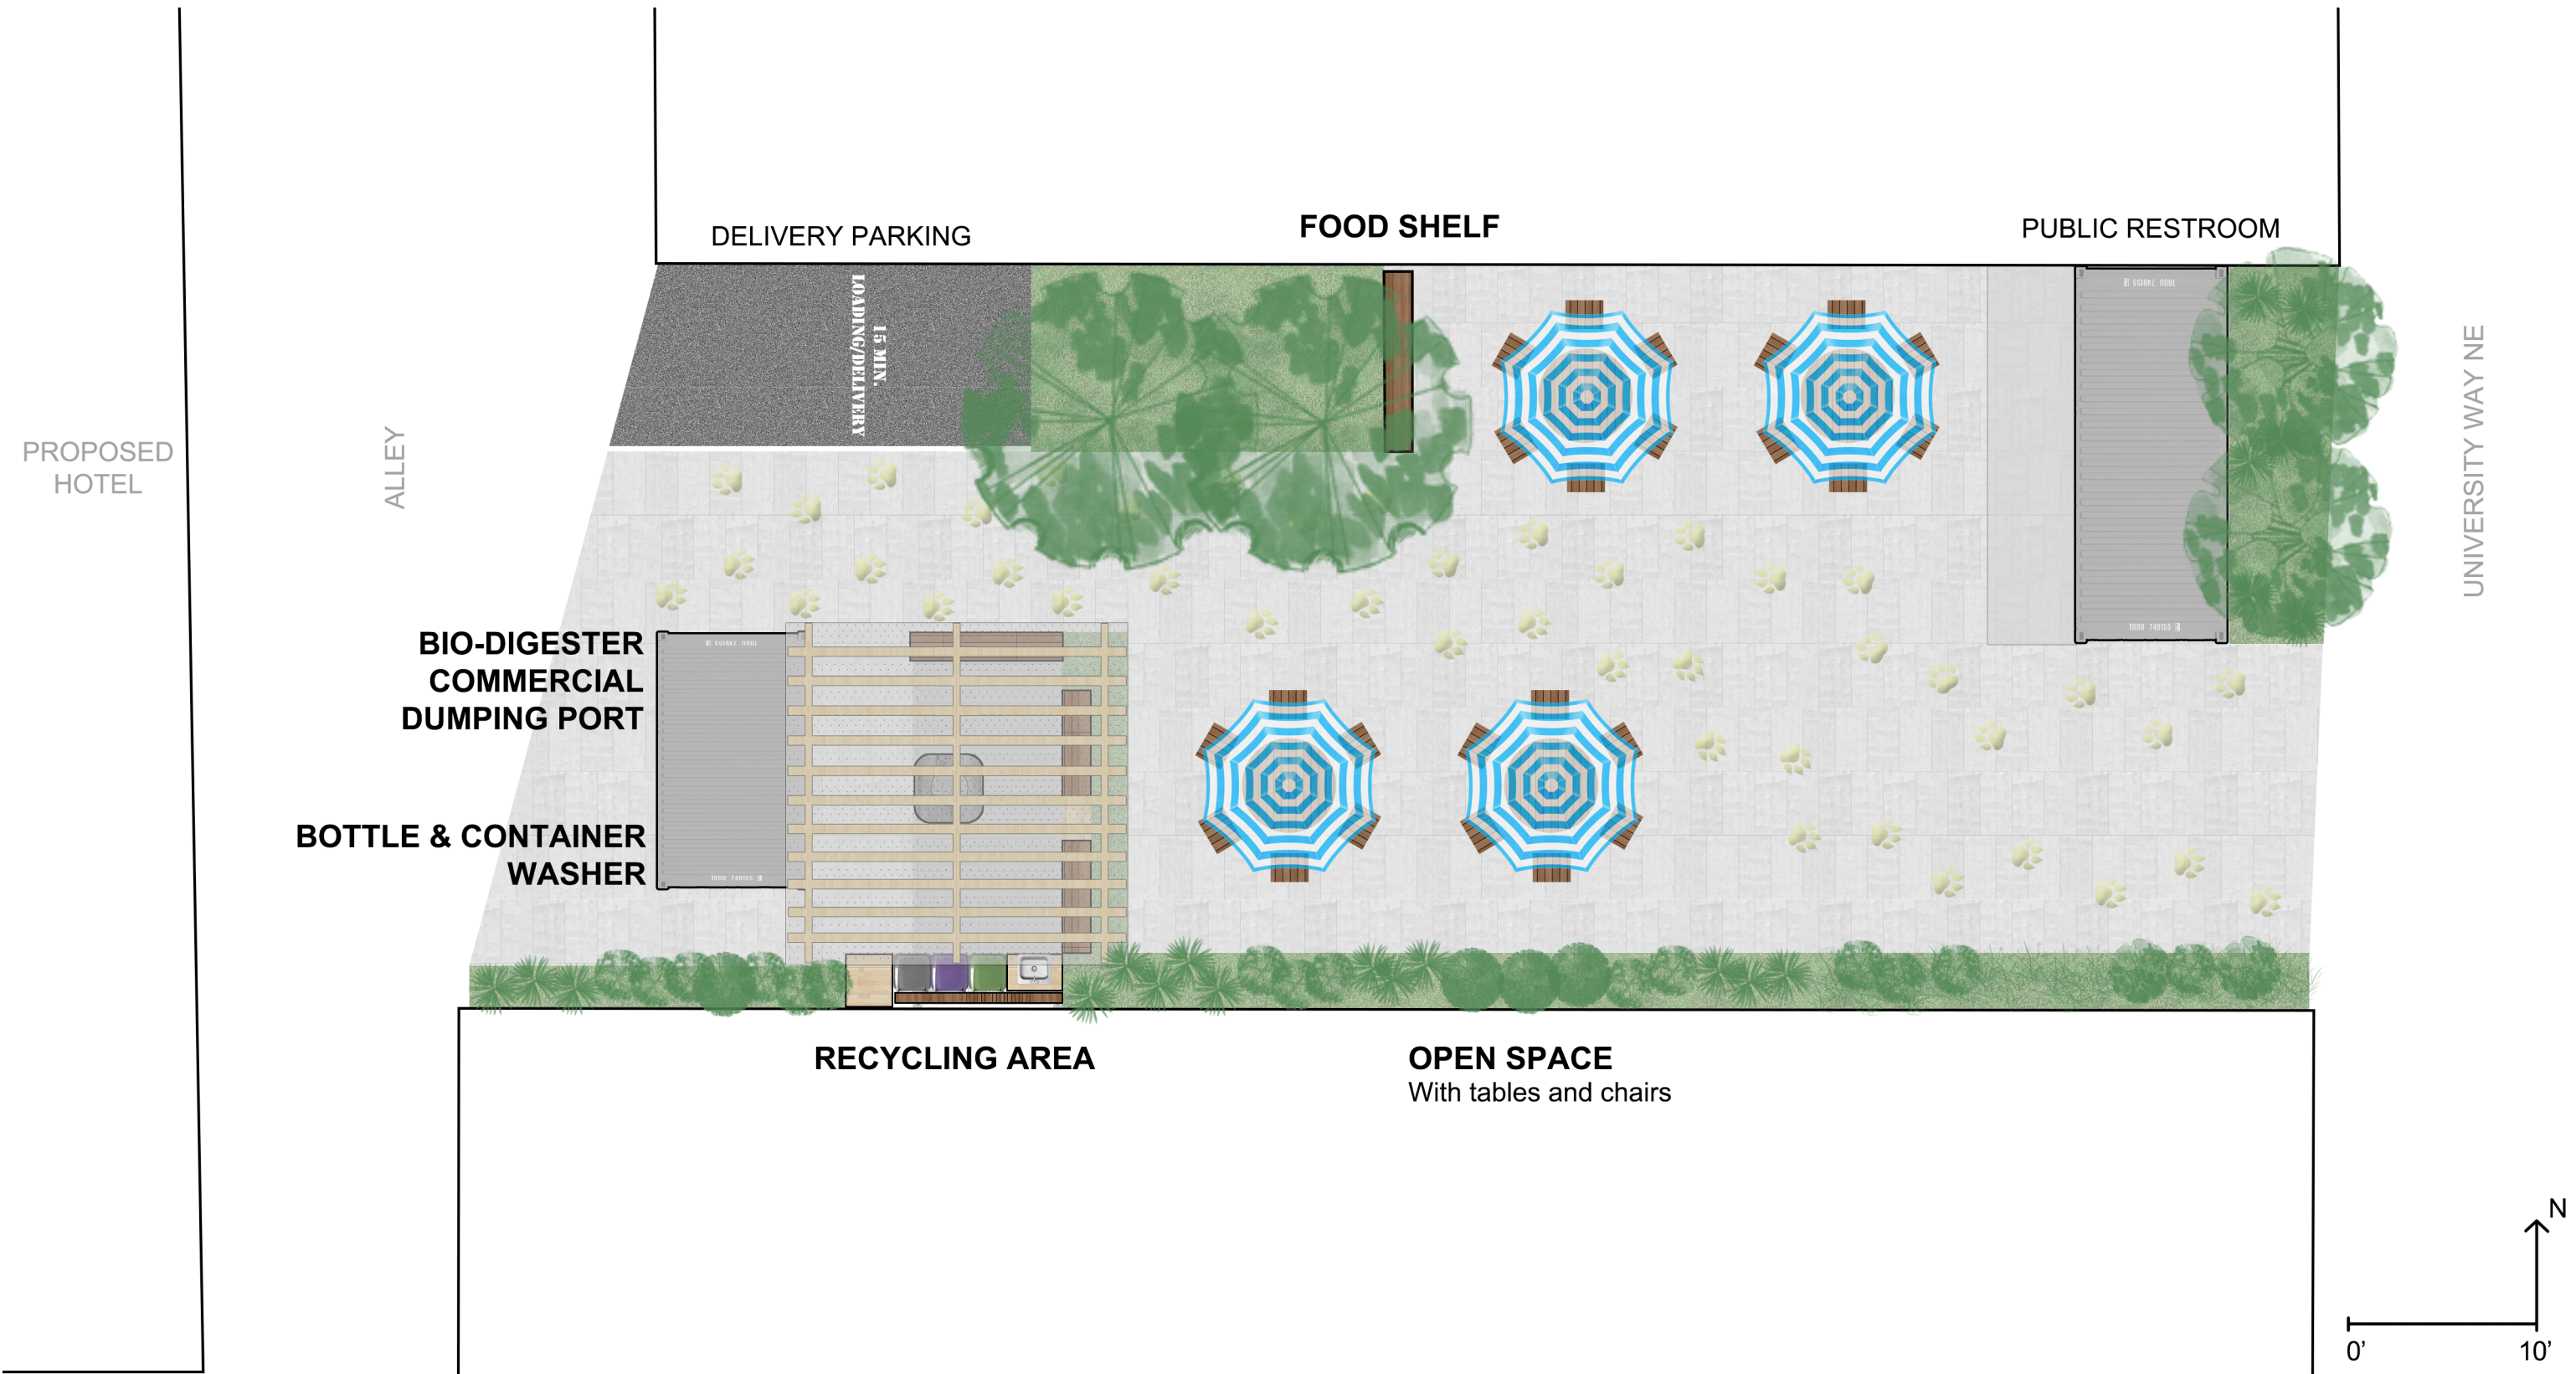 DELIVERY PARKING
FOOD SHELF
PUBLIC RESTROOM
15 MIN.
LOADING/DELIVERY
PROPOSED
HOTEL
ALLEY
UNIVERSITY WAY NE
BIO-DIGESTER
COMMERCIAL
DUMPING PORT
BOTTLE & CONTAINER
WASHER
RECYCLING AREA
OPEN SPACE
With tables and chairs
N
0’
10’